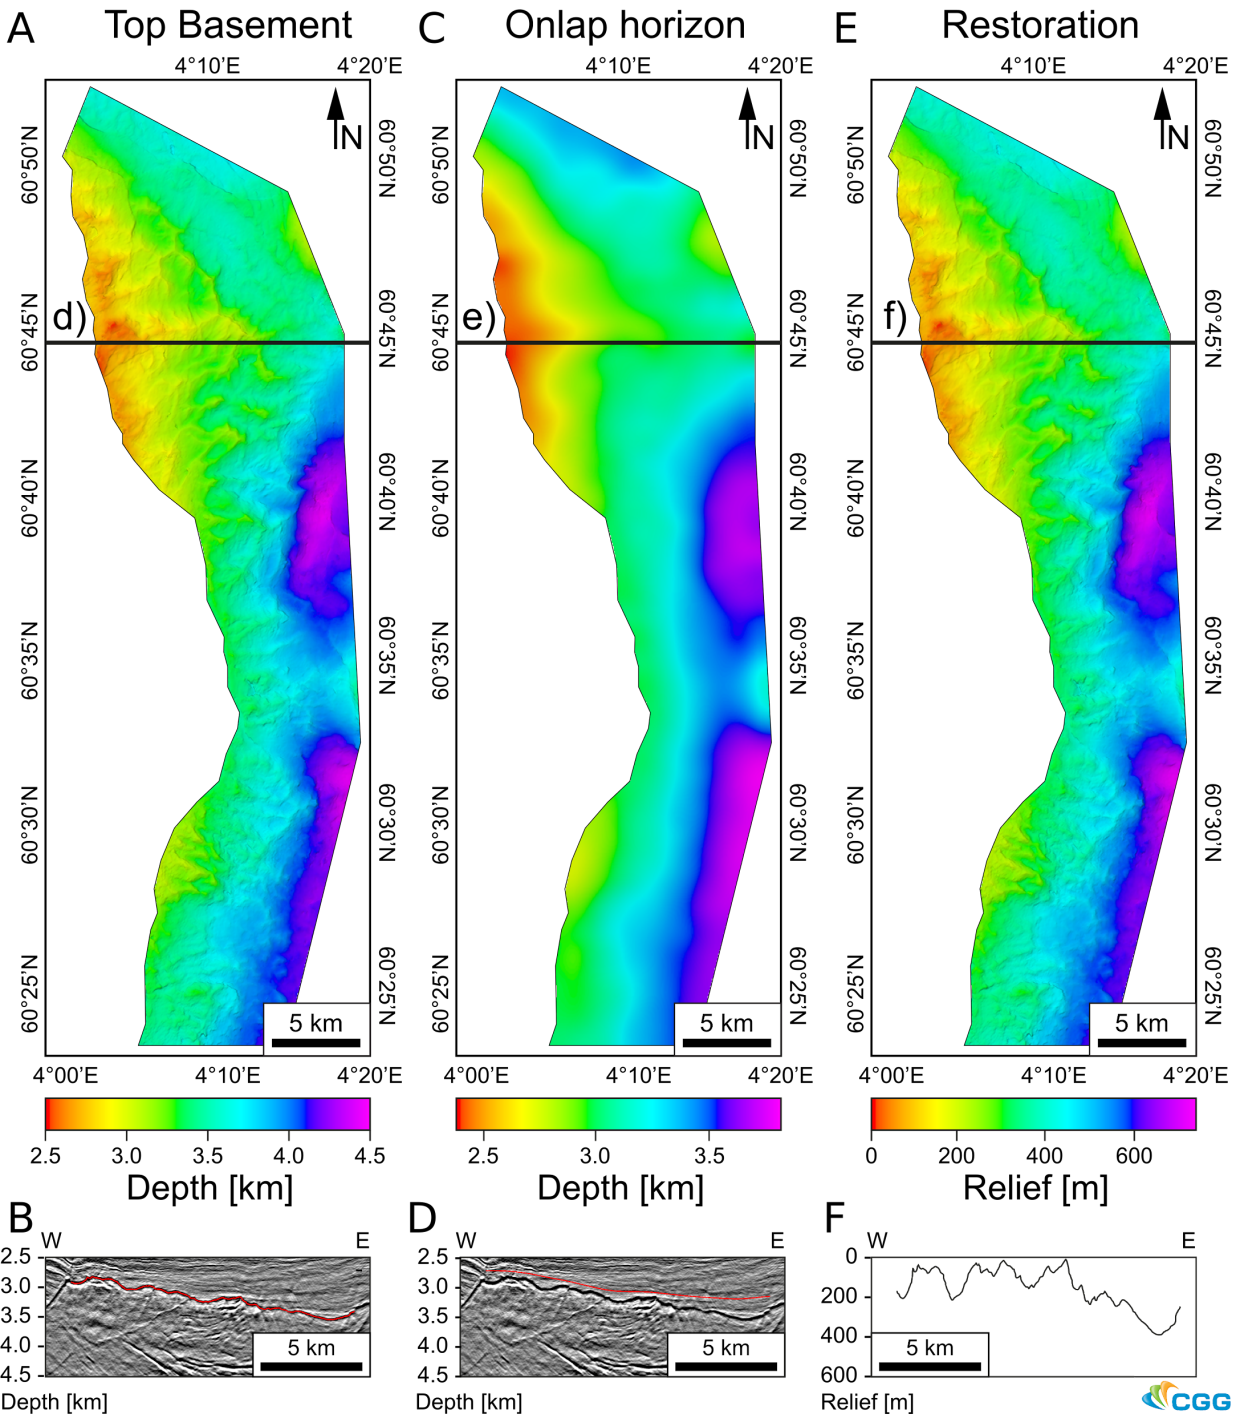 A Top Basement C Onlap horizon E Restoration
4°10'E 4°20'E 4°10'E 4°20'E 4°10'E 4°20'E
N N N
60°50'N 60°50'N 60°50'N 60°50'N 60°50'N 60°50'N
d) e) f)
60°45'N 60°45'N 60°45'N 60°45'N 60°45'N 60°45'N
60°40'N 60°40'N 60°40'N 60°40'N 60°40'N 60°40'N
60°35'N 60°35'N 60°35'N 60°35'N 60°35'N 60°35'N
60°30'N 60°30'N 60°30'N 60°30'N 60°30'N 60°30'N
60°25'N 60°25'N 60°25'N 60°25'N 60°25'N 60°25'N
5 km 5 km 5 km
4°00'E 4°10'E 4°20'E 4°00'E 4°10'E 4°20'E 4°00'E 4°10'E 4°20'E
2.5 3.0 3.5 4.0 4.5 2.5 3.0 3.5 0 200 400 600
Depth [km] Depth [km] Relief [m]
B D F
W E W E W E
2.5 2.5 0
3.0 3.0
3.5 3.5 200
4.0 4.0 400
5 km 5 km 5 km
4.5 4.5 600
Depth [km] Depth [km] Relief [m]
CGG